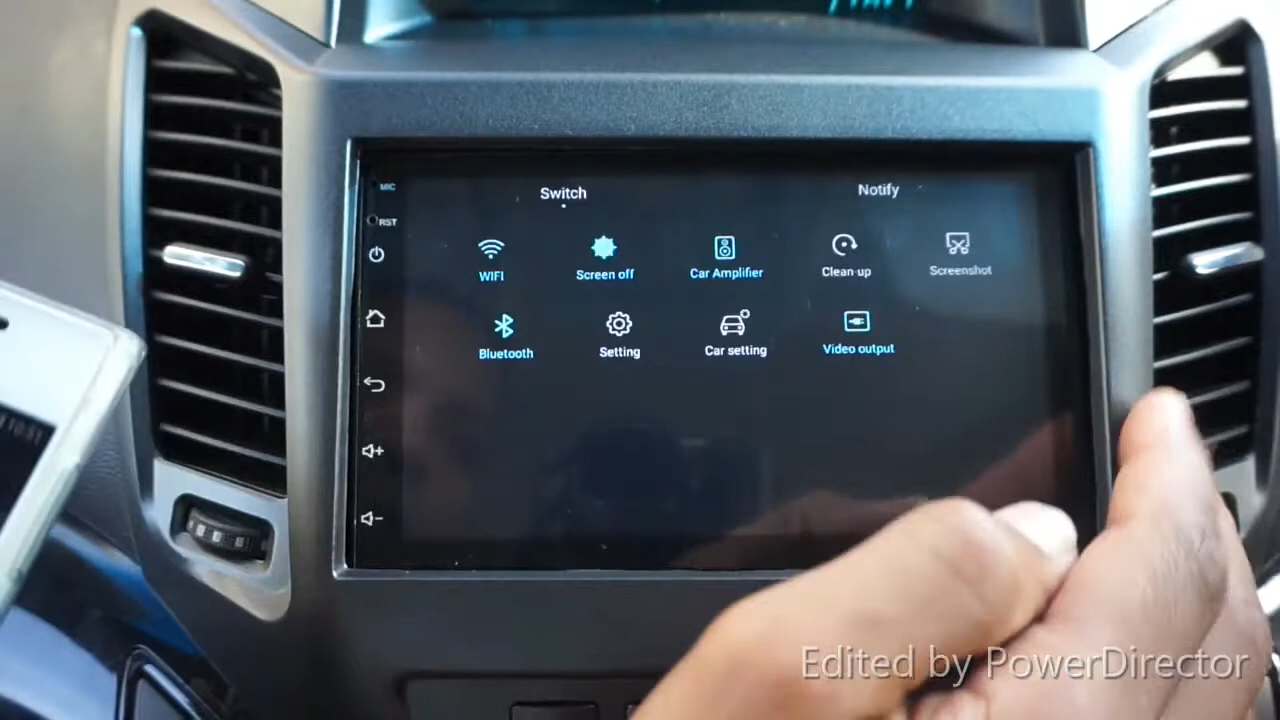 MIC
Switch
Notify
RST
WIFI
Screen off
Car Amplifier
Clean-up
Screenshot
Bluetooth
Setting
Car setting
Video output
Edited by PowerDirector